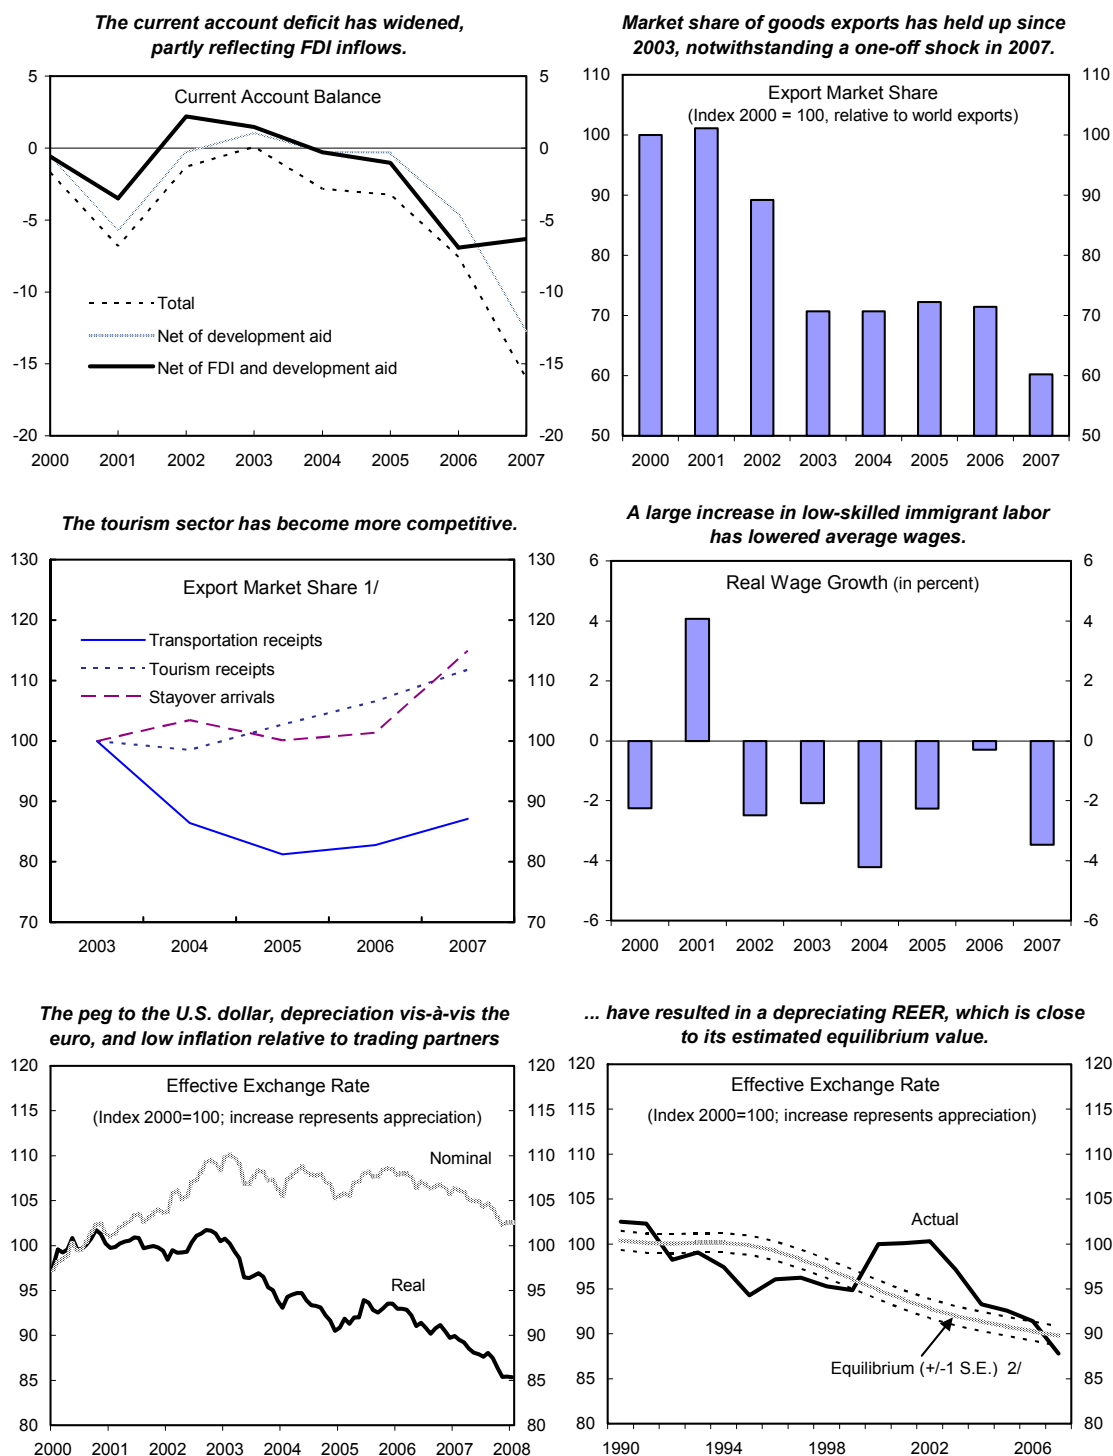 The current account deficit has widened,
partly reflecting FDI inflows.
5
0
-5
-10
-15
-20
Current Account Balance
Total
Net of development aid
Net of FDI and development aid
5
0
-5
-10
-15
-20
2000 2001 2002 2003 2004 2005 2006 2007
Market share of goods exports has held up since
2003, notwithstanding a one-off shock in 2007.
110
100
90
80
70
60
50
Export Market Share
(Index 2000 = 100, relative to world exports)
110
100
90
80
70
60
50
2000 2001 2002 2003 2004 2005 2006 2007
The tourism sector has become more competitive.
130
120
110
100
90
80
70
Export Market Share 1/
Transportation receipts
Tourism receipts
Stayover arrivals
130
120
110
100
90
80
70
2003 2004 2005 2006 2007
A large increase in low-skilled immigrant labor
has lowered average wages.
6
4
2
0
-2
-4
-6
Real Wage Growth (in percent)
6
4
2
0
-2
-4
-6
2000 2001 2002 2003 2004 2005 2006 2007
The peg to the U.S. dollar, depreciation vis-à-vis the
euro, and low inflation relative to trading partners
120
115
110
105
100
95
90
85
80
Effective Exchange Rate
(Index 2000=100; increase represents appreciation)
Nominal
Real
120
115
110
105
100
95
90
85
80
2000 2001 2002 2003 2004 2005 2006 2007 2008
... have resulted in a depreciating REER, which is close
to its estimated equilibrium value.
120
115
110
105
100
95
90
85
80
Effective Exchange Rate
(Index 2000=100; increase represents appreciation)
Actual
Equilibrium (+/-1 S.E.) 2/
120
115
110
105
100
95
90
85
80
1990 1994 1998 2002 2006